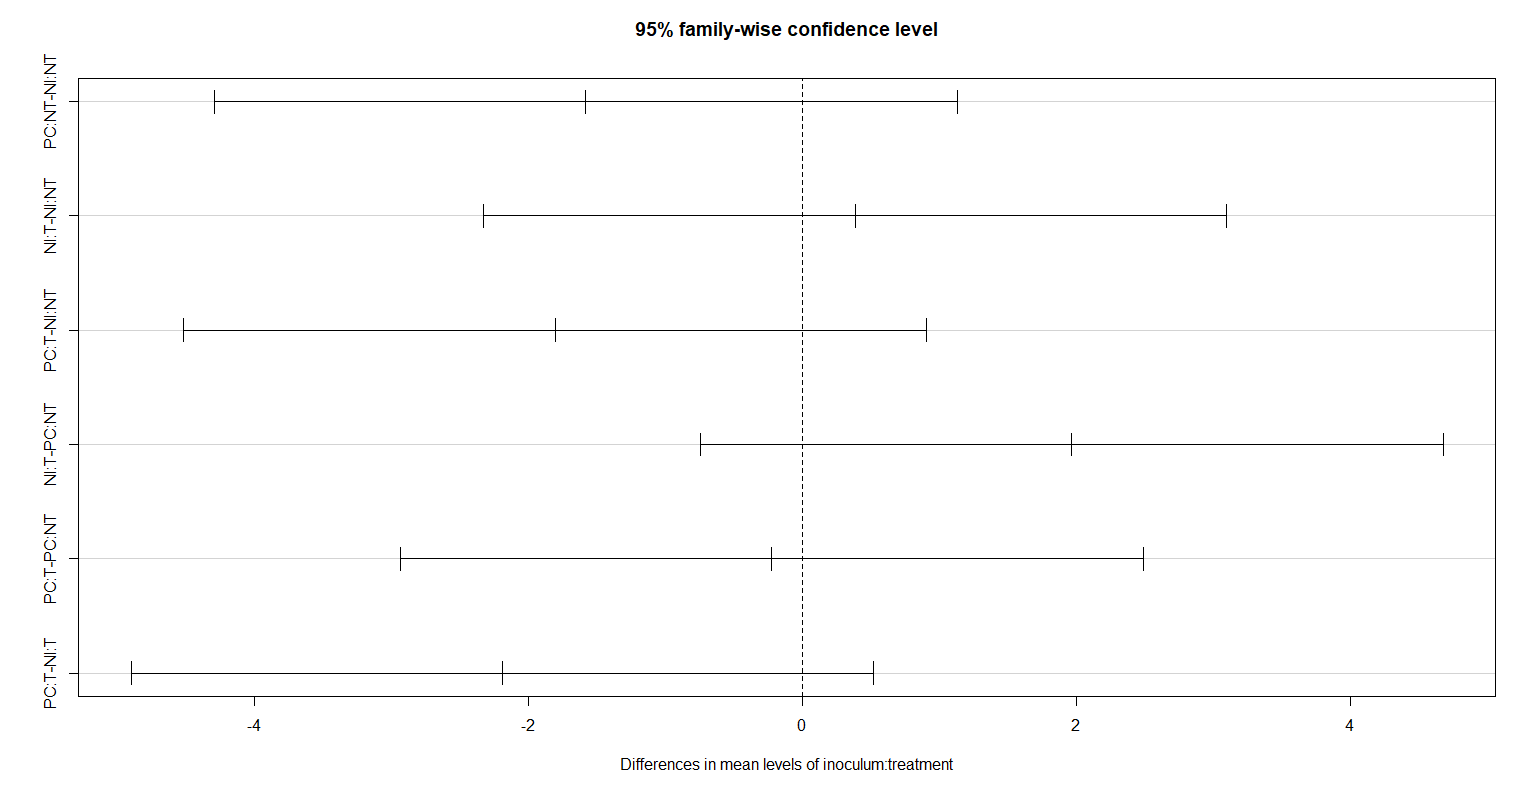 95% family-wise confidence level
PC:NT-NI:NT
NI:T-NI:NT
PC:T-NI:NT
NI:T-PC:NT
PC:T-PC:NT
PC:T-NI:T
-4 -2 0 2 4
Differences in mean levels of inoculum:treatment